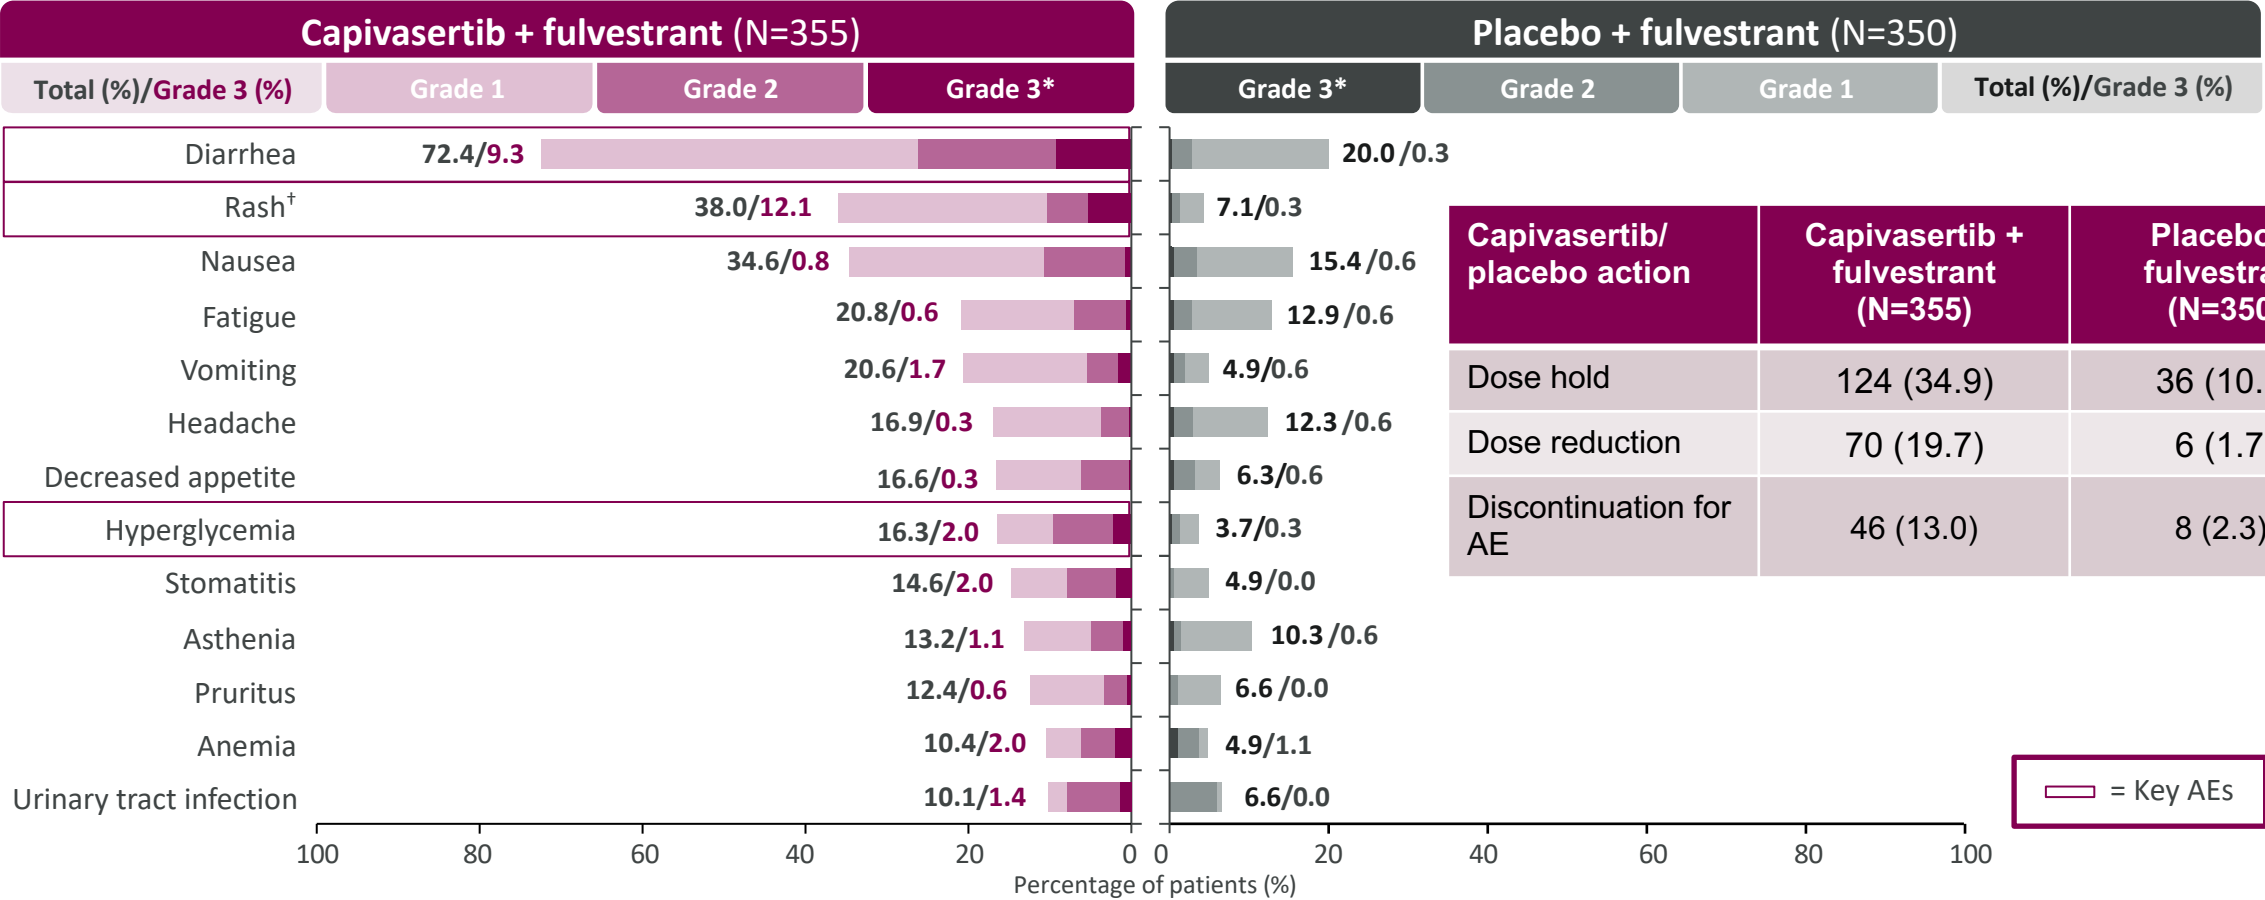 Capivasertib + fulvestrant (N=355)
Placebo + fulvestrant (N=350)
Total (%)/Grade 3 (%)
Grade 1
Grade 2
Grade 3*
Grade 3*
Grade 2
Grade 1
Total (%)/Grade 3 (%)
Diarrhea 72.4/9.3 20.0/0.3
Rash† 38.0/12.1 7.1/0.3
Nausea 34.6/0.8 15.4/0.6
Fatigue 20.8/0.6 12.9/0.6
Vomiting 20.6/1.7 4.9/0.6
Headache 16.9/0.3 12.3/0.6
Decreased appetite 16.6/0.3 6.3/0.6
Hyperglycemia 16.3/2.0 3.7/0.3
Stomatitis 14.6/2.0 4.9/0.0
Asthenia 13.2/1.1 10.3/0.6
Pruritus 12.4/0.6 6.6/0.0
Anemia 10.4/2.0 4.9/1.1
Urinary tract infection 10.1/1.4 6.6/0.0
100 80 60 40 20 0 0 20 40 60 80 100
Percentage of patients (%)
Capivasertib/
placebo action
Capivasertib +
fulvestrant
(N=355)
Placebo
fulvestra
(N=350
Dose hold 124 (34.9) 36 (10.
Dose reduction 70 (19.7) 6 (1.7
Discontinuation for
AE
46 (13.0) 8 (2.3)
= Key AEs